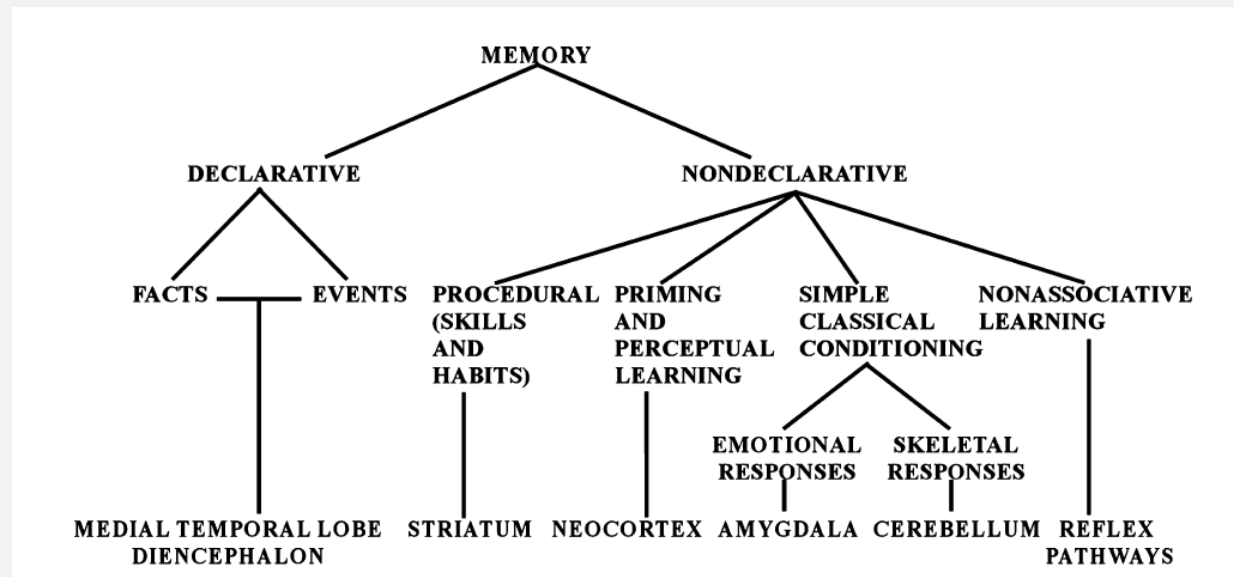 MEMORY
DECLARATIVE
NONDECLARATIVE
FACTS
EVENTS
PROCEDURAL
(SKILLS
AND
HABITS)
PRIMING
AND
PERCEPTUAL
LEARNING
SIMPLE
CLASSICAL
CONDITIONING
NONASSOCIATIVE
LEARNING
EMOTIONAL
RESPONSES
SKELETAL
RESPONSES
MEDIAL TEMPORAL LOBE
DIENCEPHALON
STRIATUM
NEOCORTEX
AMYGDALA
CEREBELLUM
REFLEX
PATHWAYS